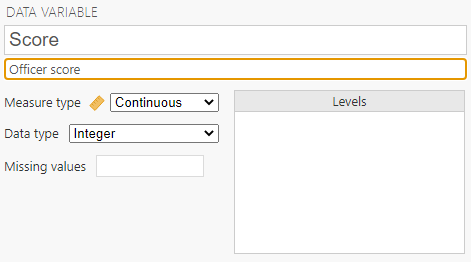 DATA VARIABLE
Score
Officer score
Measure type Continuous
Data type Integer
Missing values
Levels